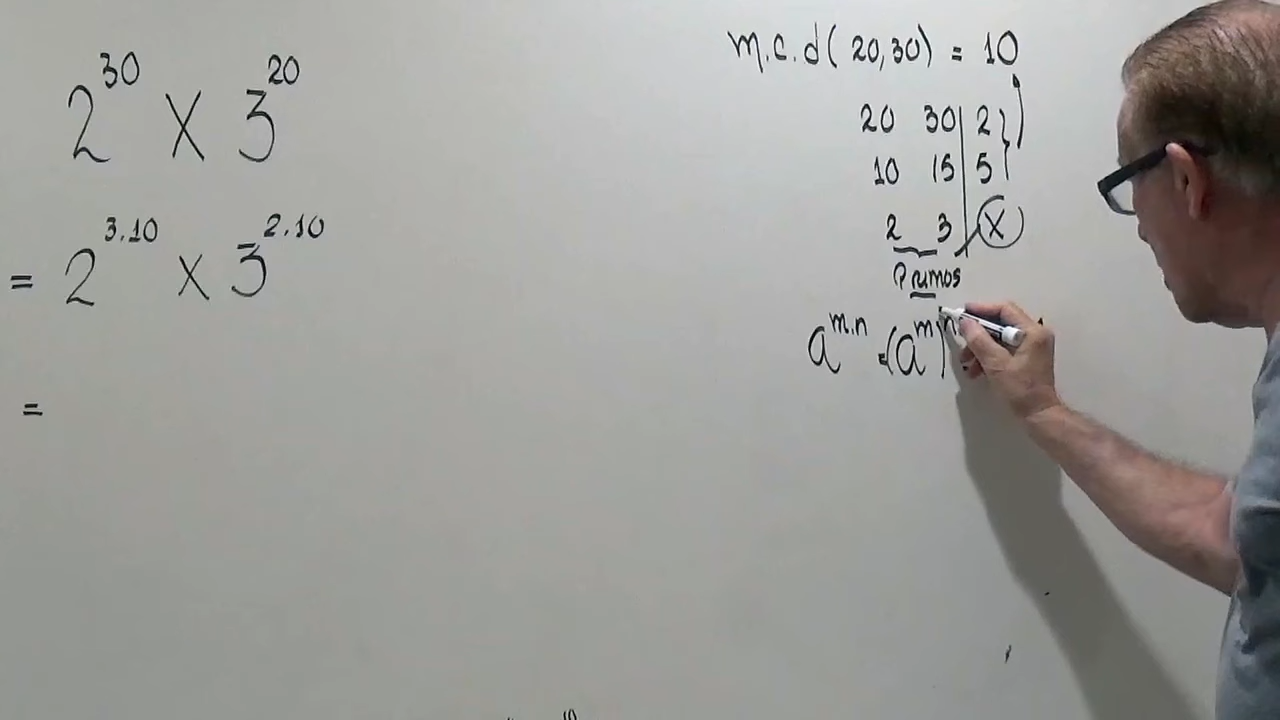 2^30 X 3^20
= 2^3.10 X 3^2.10
=
m.c.d(20,30) = 10
20 30 | 2
10 15 | 5
2 3 | X
Primos
a^m.n = (a^m)^n